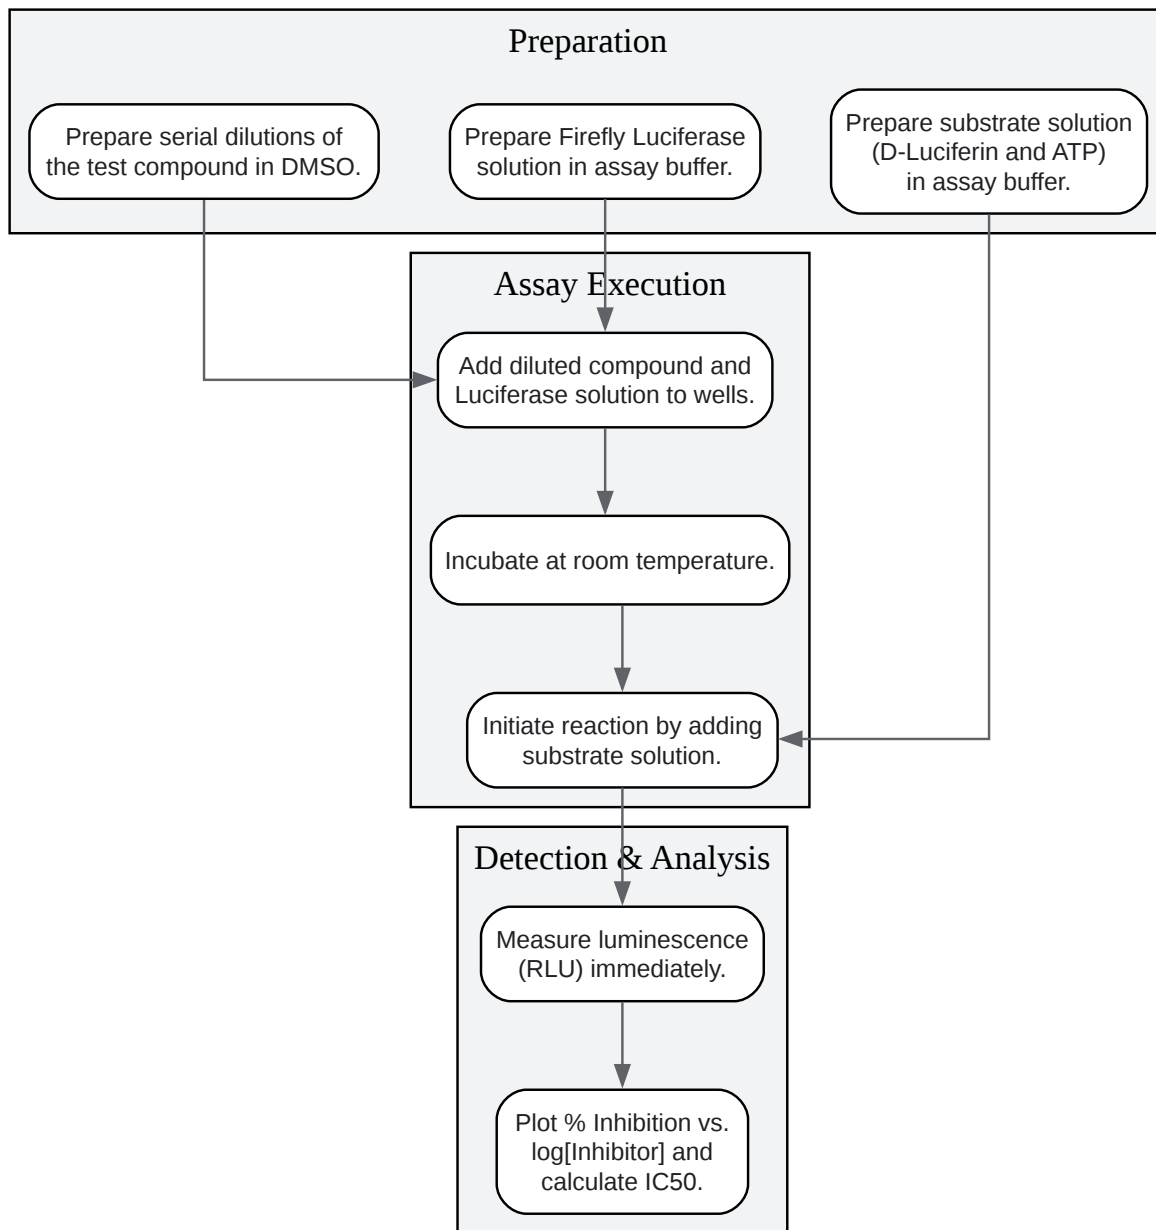 Preparation
Prepare serial dilutions of
the test compound in DMSO.
Prepare Firefly Luciferase
solution in assay buffer.
Prepare substrate solution
(D-Luciferin and ATP)
in assay buffer.
Assay Execution
Add diluted compound and
Luciferase solution to wells.
Incubate at room temperature.
Initiate reaction by adding
substrate solution.
Detection & Analysis
Measure luminescence
(RLU) immediately.
Plot % Inhibition vs.
log[Inhibitor] and
calculate IC50.